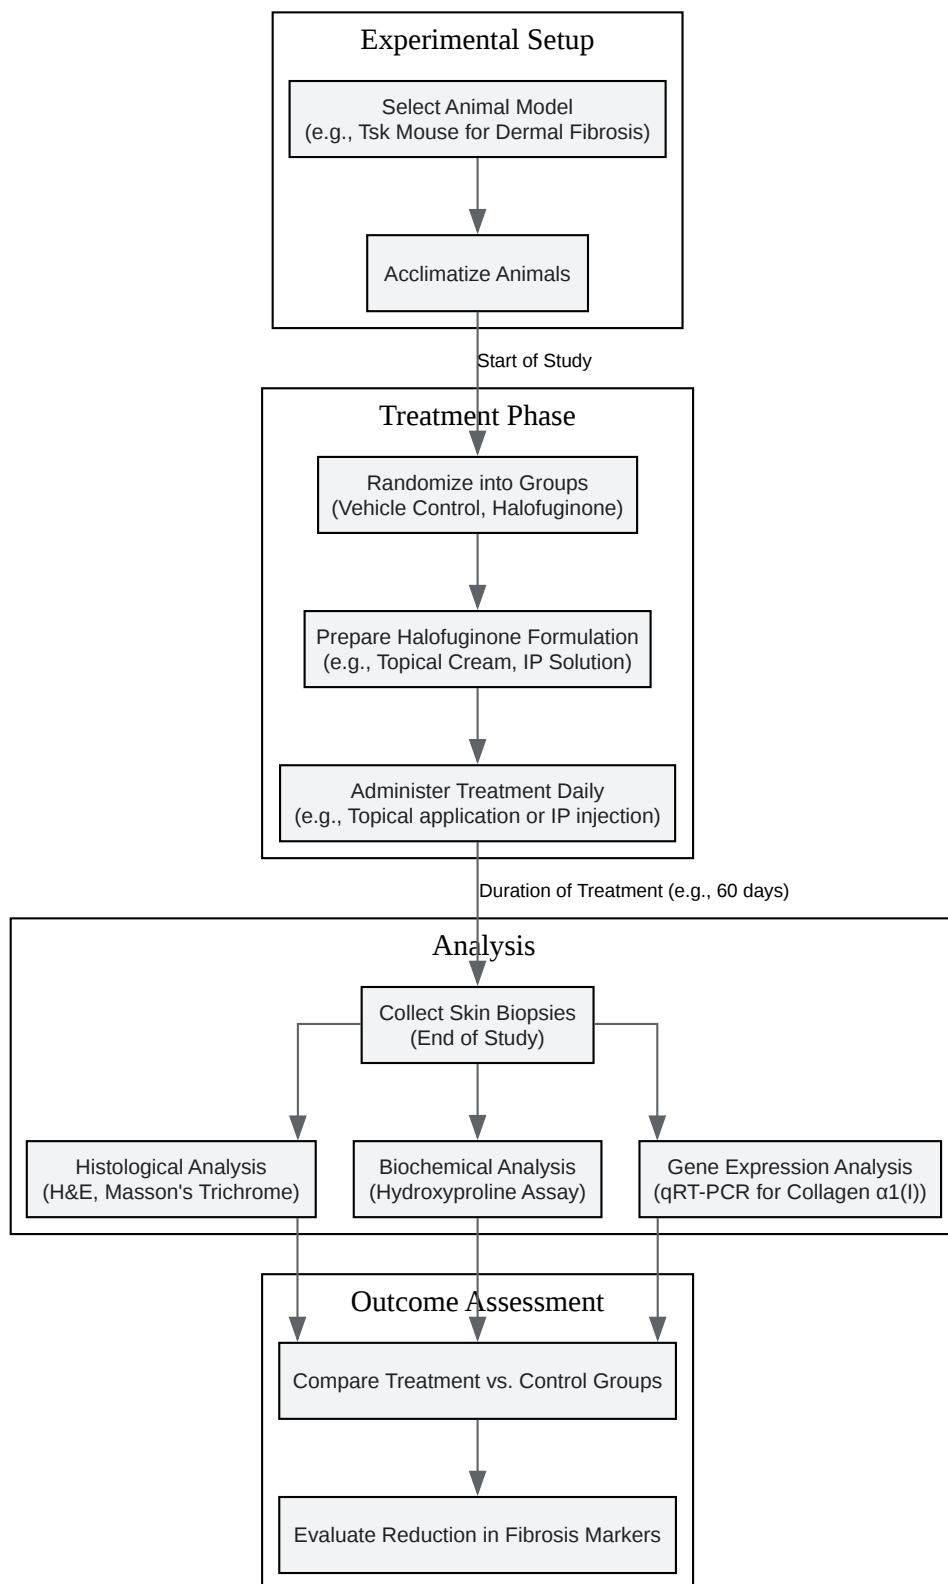 Experimental Setup
Select Animal Model
(e.g., Tsk Mouse for Dermal Fibrosis)
Acclimatize Animals
Start of Study
Treatment Phase
Randomize into Groups
(Vehicle Control, Halofuginone)
Prepare Halofuginone Formulation
(e.g., Topical Cream, IP Solution)
Administer Treatment Daily
(e.g., Topical application or IP injection)
Duration of Treatment (e.g., 60 days)
Analysis
Collect Skin Biopsies
(End of Study)
Histological Analysis
(H&E, Masson's Trichrome)
Biochemical Analysis
(Hydroxyproline Assay)
Gene Expression Analysis
(qRT-PCR for Collagen α1(I))
Outcome Assessment
Compare Treatment vs. Control Groups
Evaluate Reduction in Fibrosis Markers